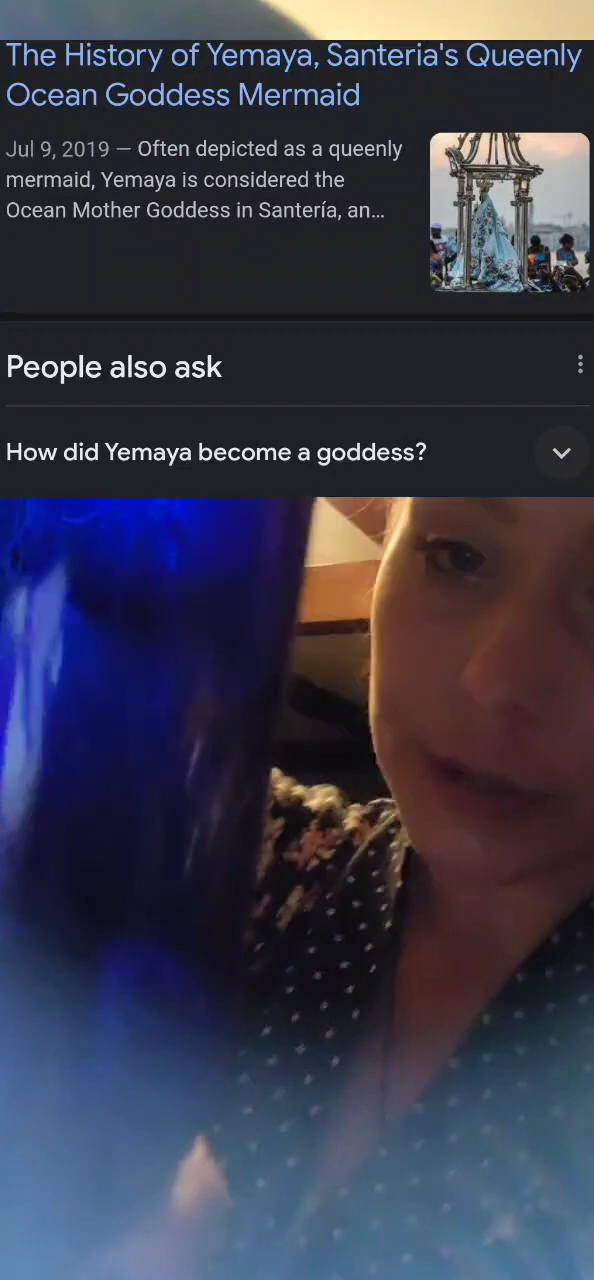 The History of Yemaya, Santeria's Queenly
Ocean Goddess Mermaid
Jul 9, 2019 — Often depicted as a queenly
mermaid, Yemaya is considered the
Ocean Mother Goddess in Santería, an...
People also ask
How did Yemaya become a goddess?